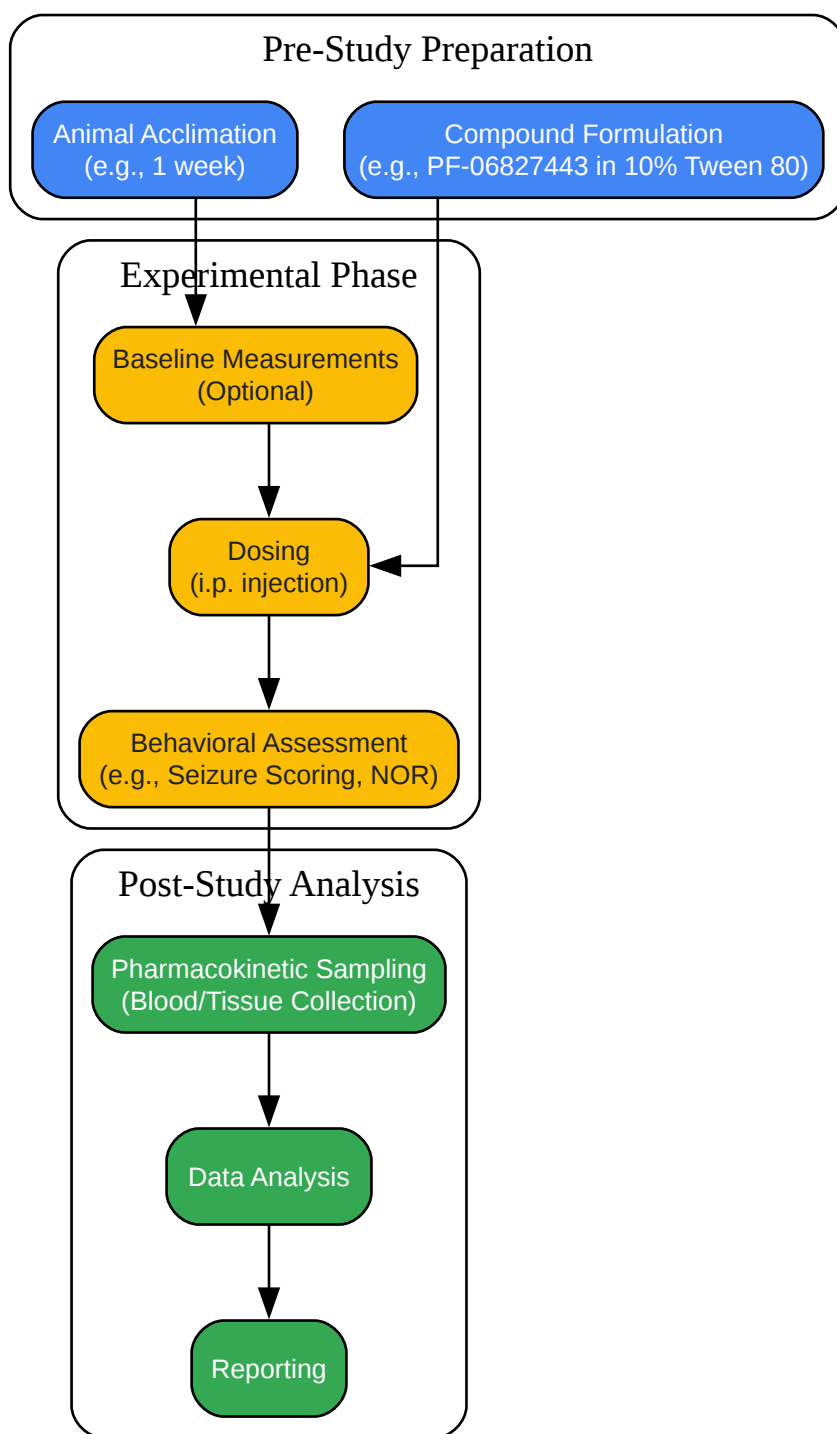 Pre-Study Preparation
Animal Acclimation
(e.g., 1 week)
Compound Formulation
(e.g., PF-06827443 in 10% Tween 80)
Experimental Phase
Baseline Measurements
(Optional)
Dosing
(i.p. injection)
Behavioral Assessment
(e.g., Seizure Scoring, NOR)
Post-Study Analysis
Pharmacokinetic Sampling
(Blood/Tissue Collection)
Data Analysis
Reporting